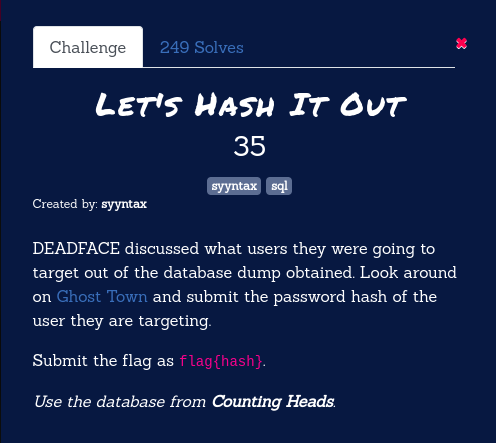 Challenge 249 Solves ✖
Let's Hash It Out
35
syyntax sql
Created by: syyntax
DEADFACE discussed what users they were going to
target out of the database dump obtained. Look around
on Ghost Town and submit the password hash of the
user they are targeting.
Submit the flag as flag{hash}.
Use the database from Counting Heads.